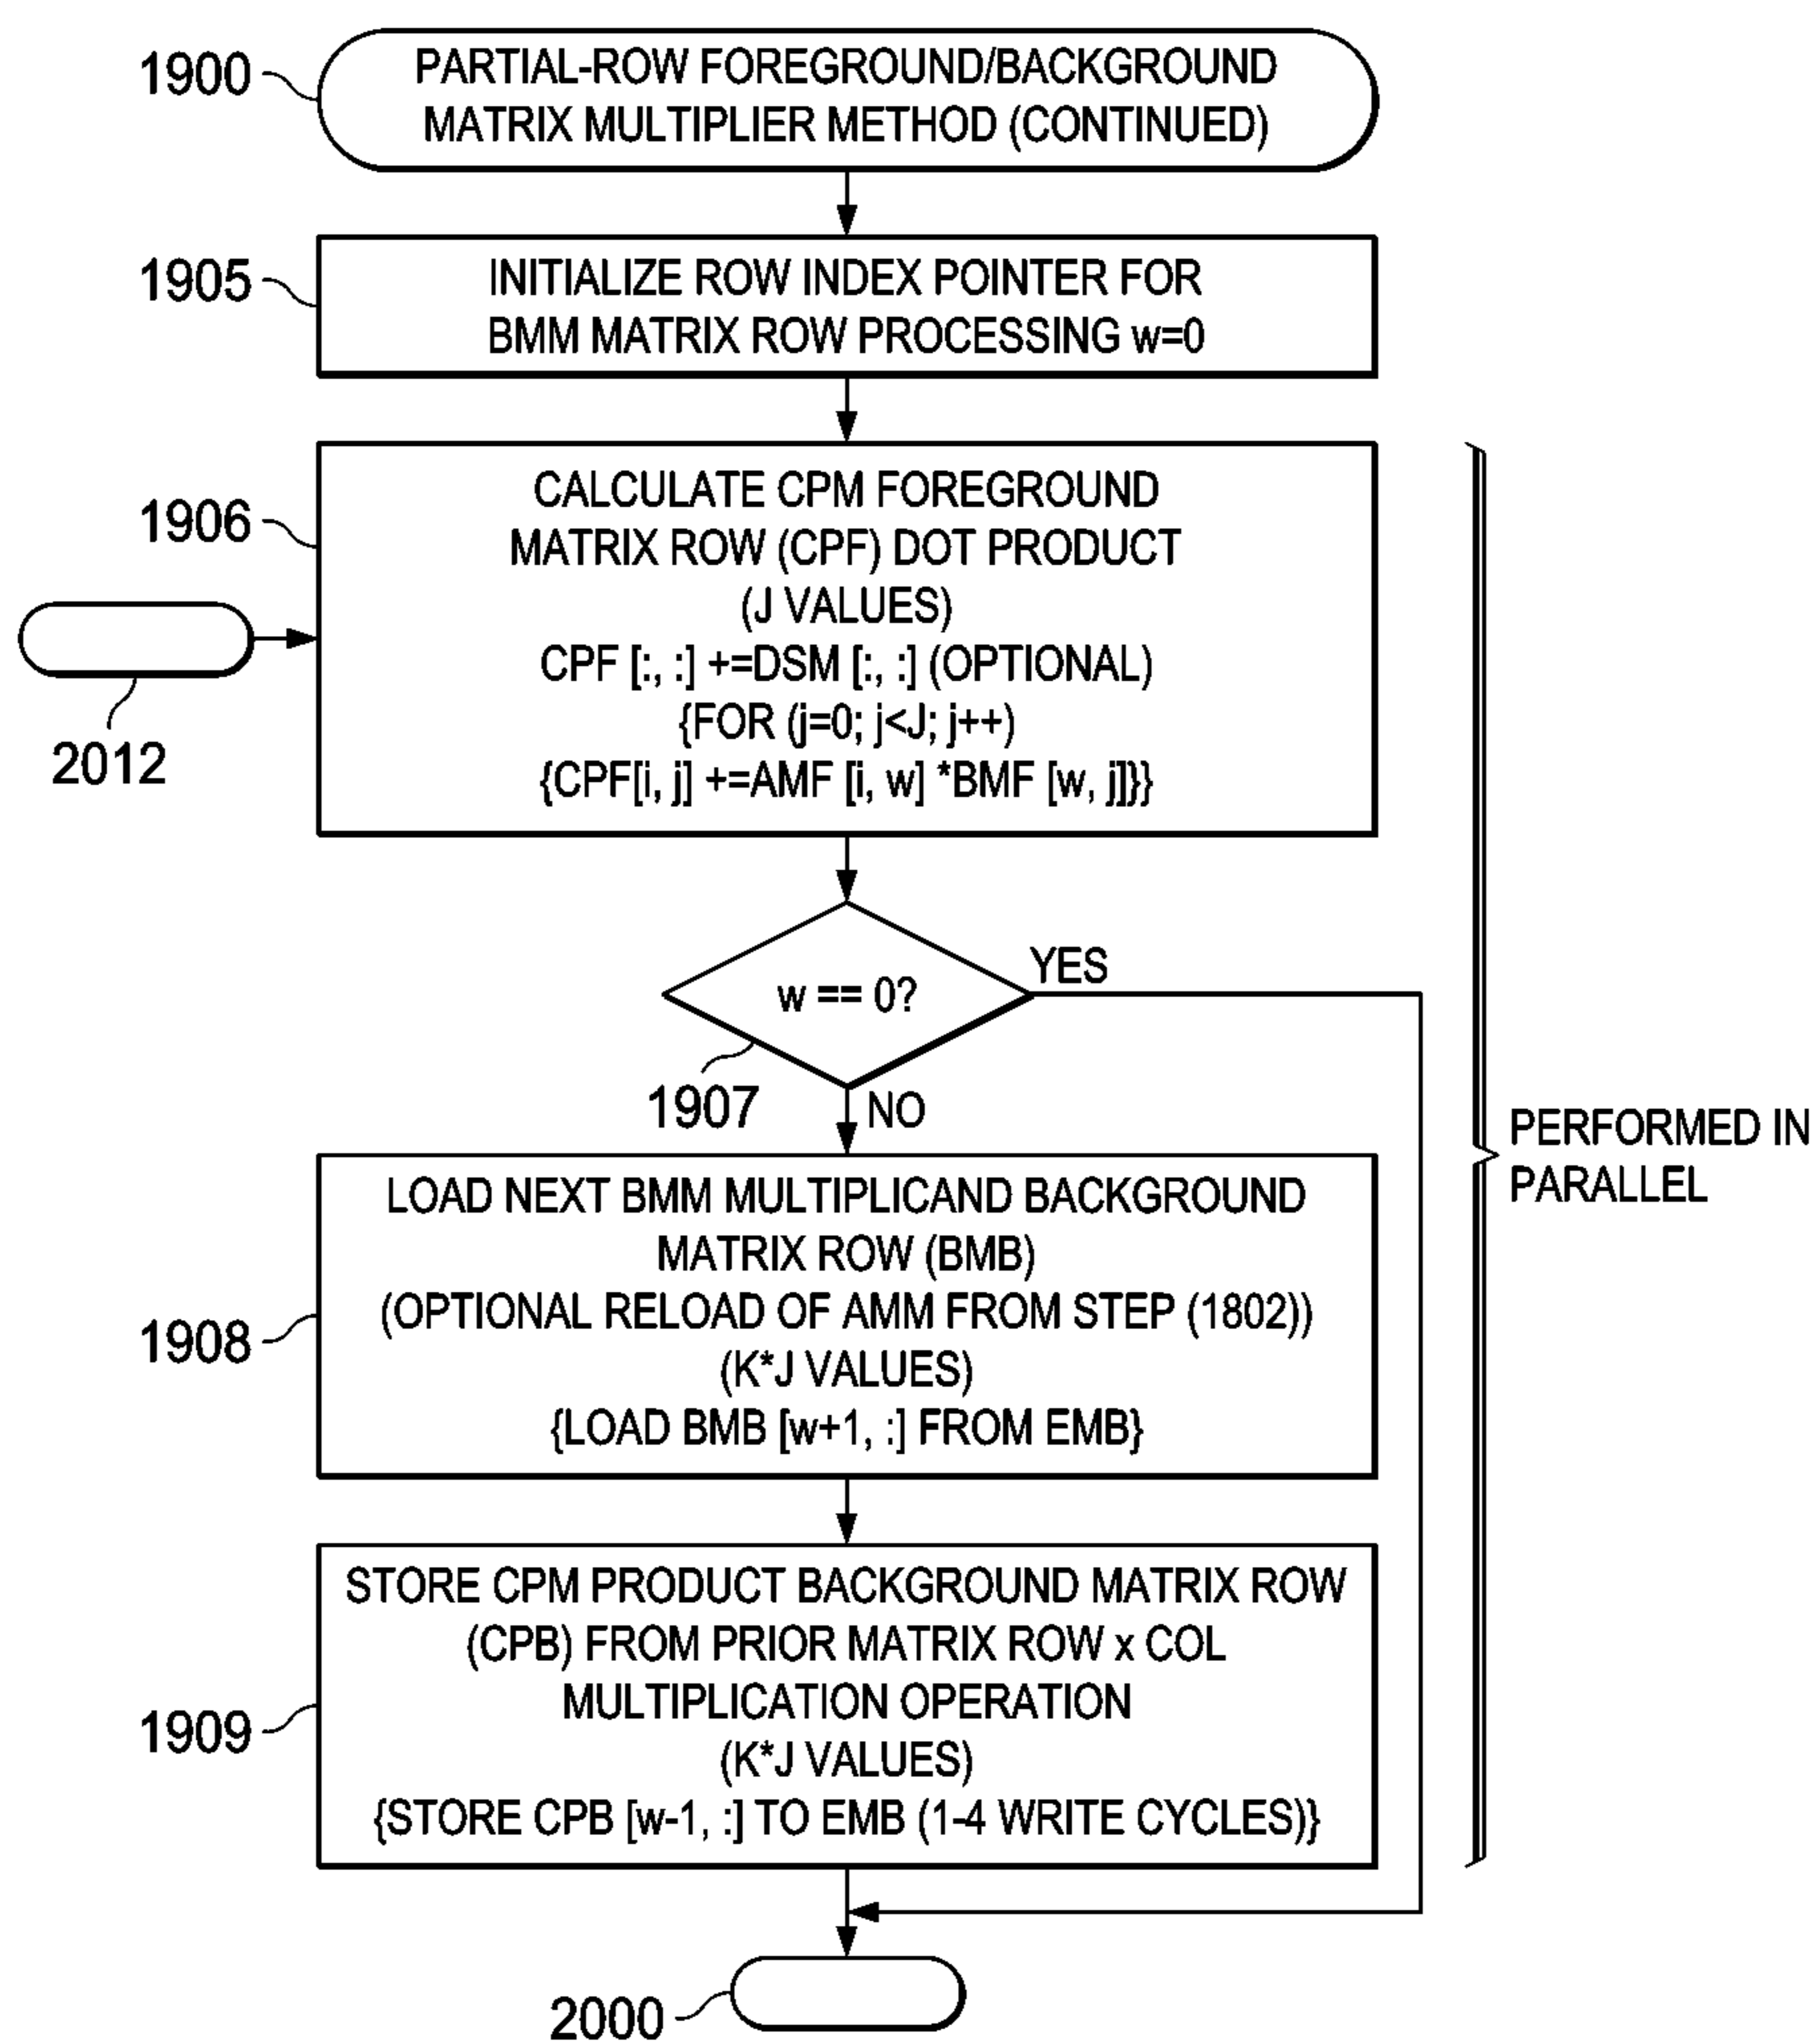 1900
PARTIAL-ROW FOREGROUND/BACKGROUND
MATRIX MULTIPLIER METHOD (CONTINUED)
1905
INITIALIZE ROW INDEX POINTER FOR
BMM MATRIX ROW PROCESSING w=0
1906
CALCULATE CPM FOREGROUND
MATRIX ROW (CPF) DOT PRODUCT
(J VALUES)
CPF [:, :] +=DSM [:, :] (OPTIONAL)
{FOR (j=0; j<J; j++)
{CPF[i, j] +=AMF [i, w] *BMF [w, j]}}
2012
w == 0?
YES
1907
NO
PERFORMED IN
PARALLEL
1908
LOAD NEXT BMM MULTIPLICAND BACKGROUND
MATRIX ROW (BMB)
(OPTIONAL RELOAD OF AMM FROM STEP (1802))
(K*J VALUES)
{LOAD BMB [w+1, :] FROM EMB}
1909
STORE CPM PRODUCT BACKGROUND MATRIX ROW
(CPB) FROM PRIOR MATRIX ROW x COL
MULTIPLICATION OPERATION
(K*J VALUES)
{STORE CPB [w-1, :] TO EMB (1-4 WRITE CYCLES)}
2000